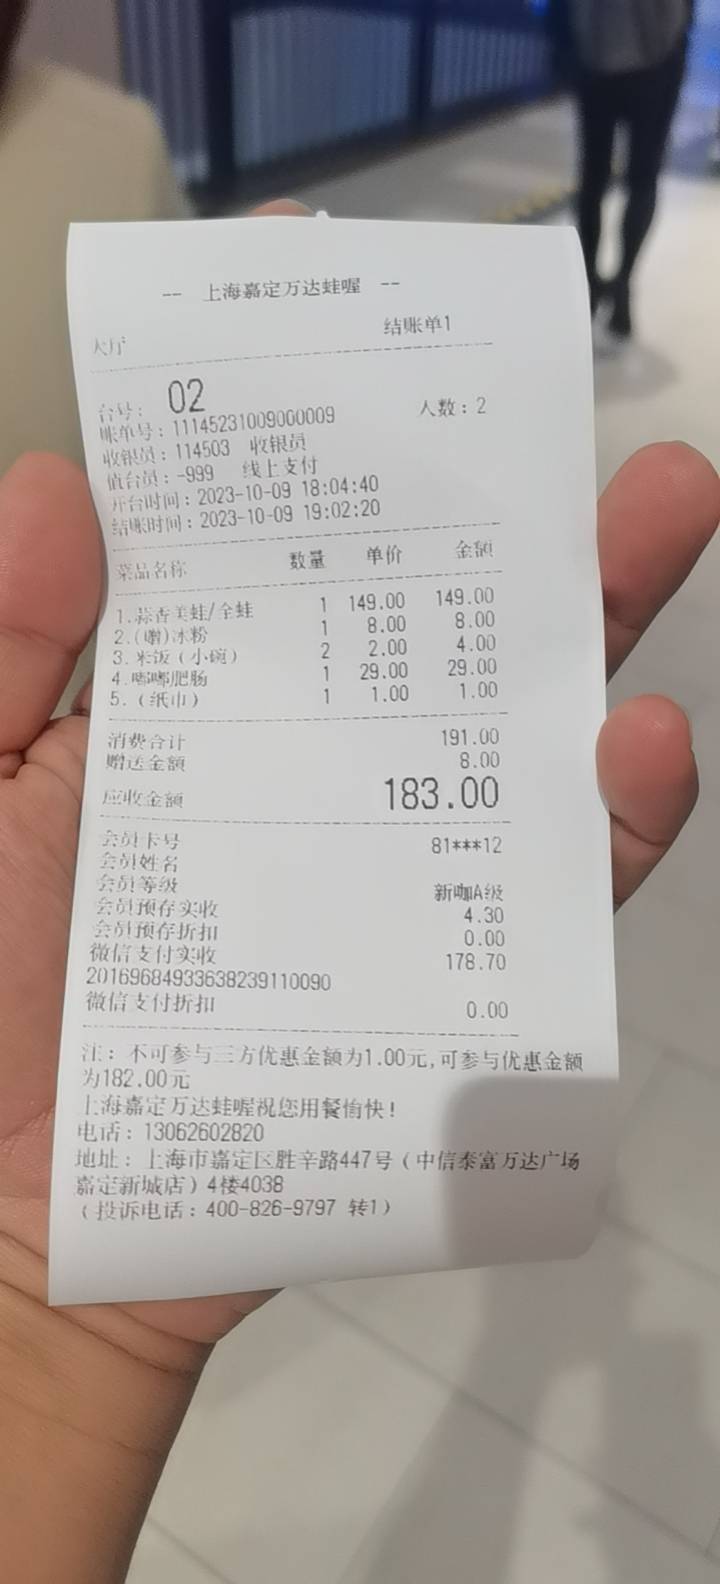 -- 上海嘉定万达蛙喔 --
大厅 结账单1
台号: 02 人数: 2
账单号: 11145231009000009
收银员: 114503 收银员
值台员: -999 线上支付
开台时间: 2023-10-09 18:04:40
结账时间: 2023-10-09 19:02:20
菜品名称 数量 单价 金额
1.蒜香美蛙/全蛙 1 149.00 149.00
2.(赠)冰粉 1 8.00 8.00
3.米饭(小碗) 2 2.00 4.00
4.嘟嘟肥肠 1 29.00 29.00
5.(纸巾) 1 1.00 1.00
消费合计 191.00
赠送金额 8.00
应收金额 183.00
会员卡号 81***12
会员姓名
会员等级 新咖A级
会员预存实收 4.30
会员预存折扣 0.00
微信支付实收 178.70
20169684933638239110090
微信支付折扣 0.00
注: 不可参与三方优惠金额为1.00元,可参与优惠金额
为182.00元
上海嘉定万达蛙喔祝您用餐愉快!
电话: 13062602820
地址: 上海市嘉定区胜辛路447号(中信泰富万达广场
嘉定新城店)4楼4038
(投诉电话: 400-826-9797 转1)